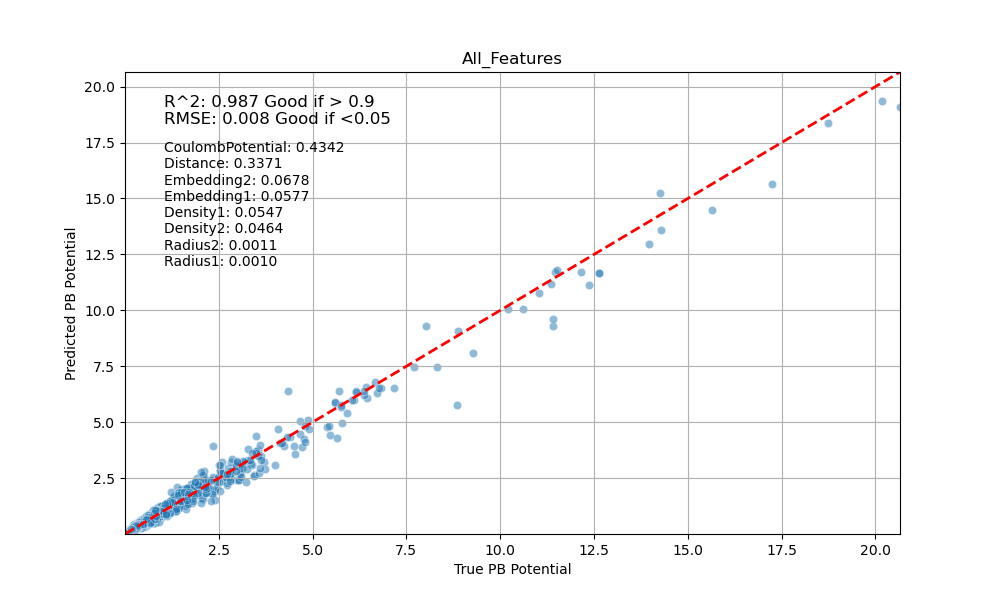 All_Features
20.0
17.5
15.0
12.5
10.0
7.5
5.0
2.5
Predicted PB Potential
R^2: 0.987 Good if > 0.9
RMSE: 0.008 Good if <0.05
CoulombPotential: 0.4342
Distance: 0.3371
Embedding2: 0.0678
Embedding1: 0.0577
Density1: 0.0547
Density2: 0.0464
Radius2: 0.0011
Radius1: 0.0010
2.5 5.0 7.5 10.0 12.5 15.0 17.5 20.0
True PB Potential